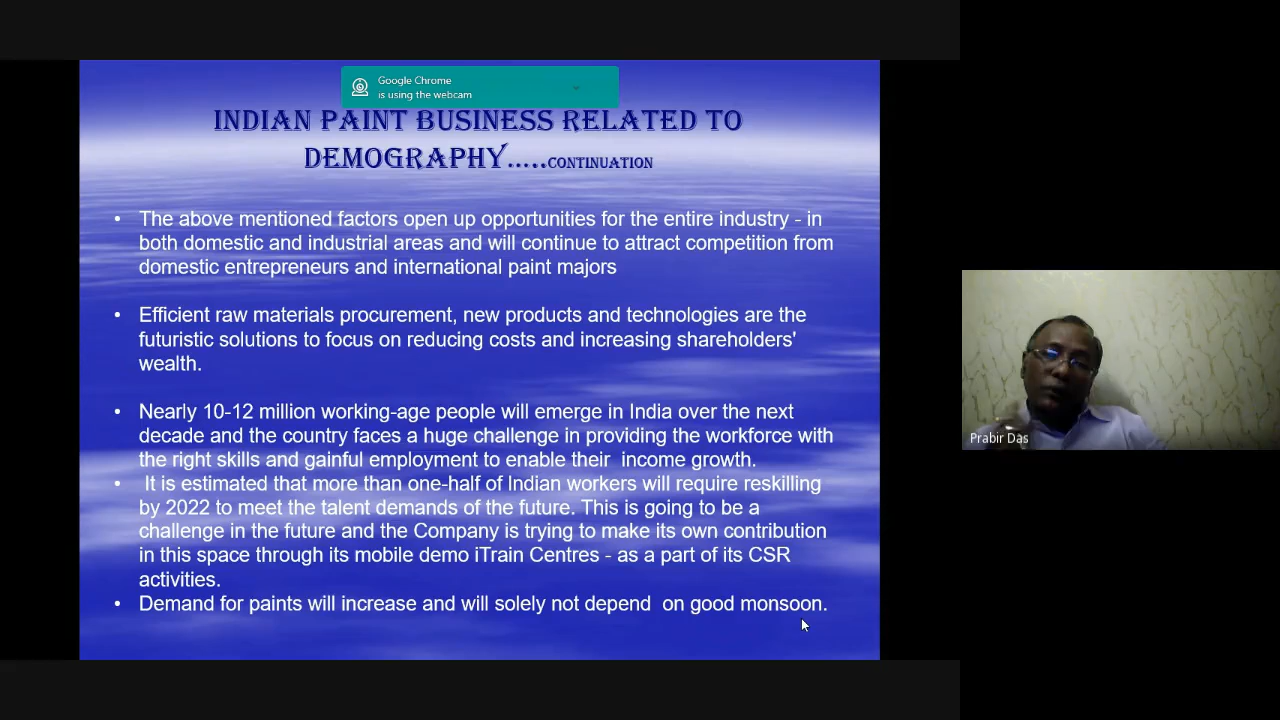 Google Chrome
is using the webcam
INDIAN PAINT BUSINESS RELATED TO
DEMOGRAPHY.....CONTINUATION
• The above mentioned factors open up opportunities for the entire industry - in
both domestic and industrial areas and will continue to attract competition from
domestic entrepreneurs and international paint majors
• Efficient raw materials procurement, new products and technologies are the
futuristic solutions to focus on reducing costs and increasing shareholders'
wealth.
• Nearly 10-12 million working-age people will emerge in India over the next
decade and the country faces a huge challenge in providing the workforce with
the right skills and gainful employment to enable their income growth.
• It is estimated that more than one-half of Indian workers will require reskilling
by 2022 to meet the talent demands of the future. This is going to be a
challenge in the future and the Company is trying to make its own contribution
in this space through its mobile demo iTrain Centres - as a part of its CSR
activities.
• Demand for paints will increase and will solely not depend on good monsoon.
Prabir Das